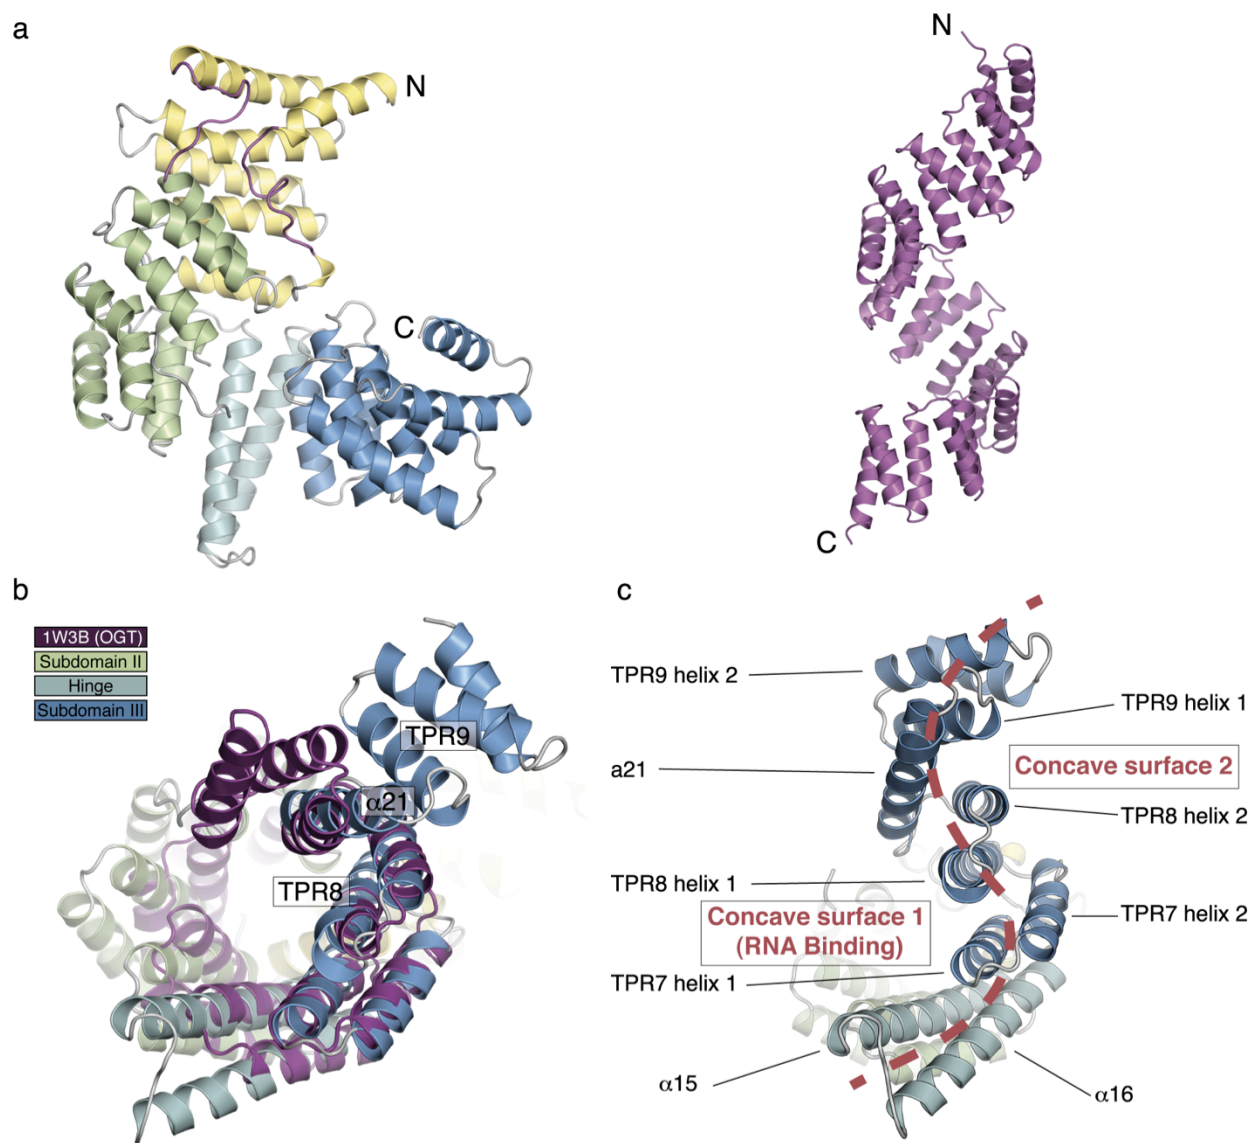 a
N
C
N
C
b
1W3B (OGT)
Subdomain II
Hinge
Subdomain III
TPR9
α21
TPR8
c
TPR9 helix 2
TPR9 helix 1
a21
Concave surface 2
TPR8 helix 2
TPR8 helix 1
Concave surface 1
(RNA Binding)
TPR7 helix 2
TPR7 helix 1
α15
α16